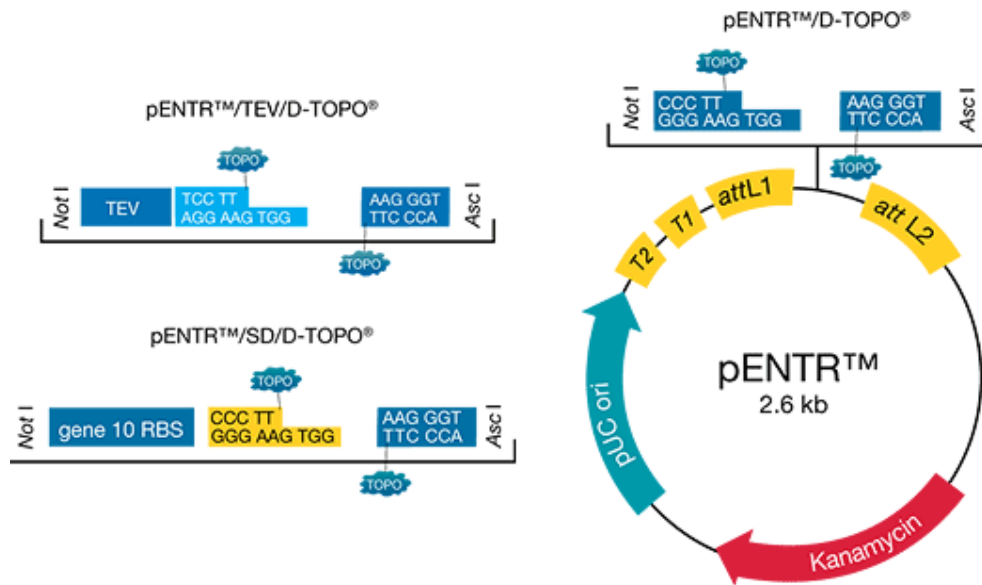 pENTR™/TEV/D-TOPO®
TOPO
Not I
TEV
TCC TT
AGG AAG TGG
AAG GGT
TTC CCA
Asc I
TOPO
pENTR™/SD/D-TOPO®
TOPO
Not I
gene 10 RBS
CCC TT
GGG AAG TGG
AAG GGT
TTC CCA
Asc I
TOPO
pENTR™/D-TOPO®
TOPO
Not I
CCC TT
GGG AAG TGG
AAG GGT
TTC CCA
Asc I
TOPO
T2
T1
attL1
att L2
pUC ori
pENTR™
2.6 kb
Kanamycin